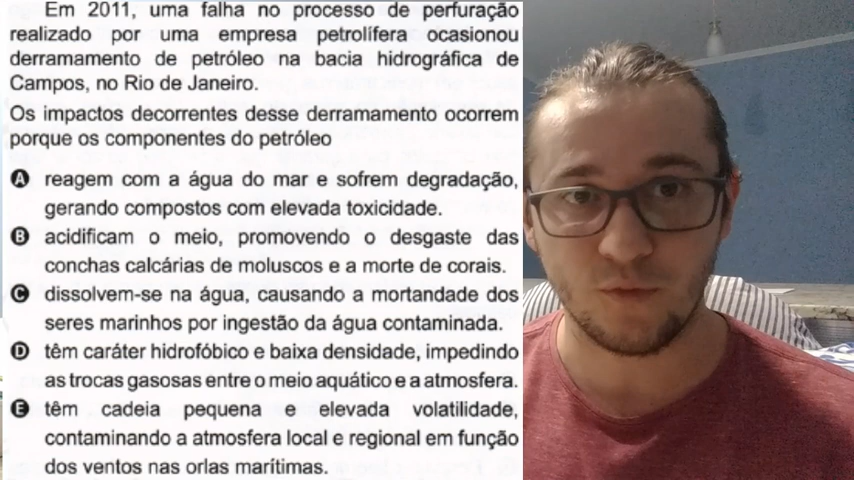 Em 2011, uma falha no processo de perfuração
realizado por uma empresa petrolífera ocasionou
derramamento de petróleo na bacia hidrográfica de
Campos, no Rio de Janeiro.
Os impactos decorrentes desse derramamento ocorrem
porque os componentes do petróleo
A reagem com a água do mar e sofrem degradação,
gerando compostos com elevada toxicidade.
B acidificam o meio, promovendo o desgaste das
conchas calcárias de moluscos e a morte de corais.
C dissolvem-se na água, causando a mortandade dos
seres marinhos por ingestão da água contaminada.
D têm caráter hidrofóbico e baixa densidade, impedindo
as trocas gasosas entre o meio aquático e a atmosfera.
E têm cadeia pequena e elevada volatilidade,
contaminando a atmosfera local e regional em função
dos ventos nas orlas marítimas.